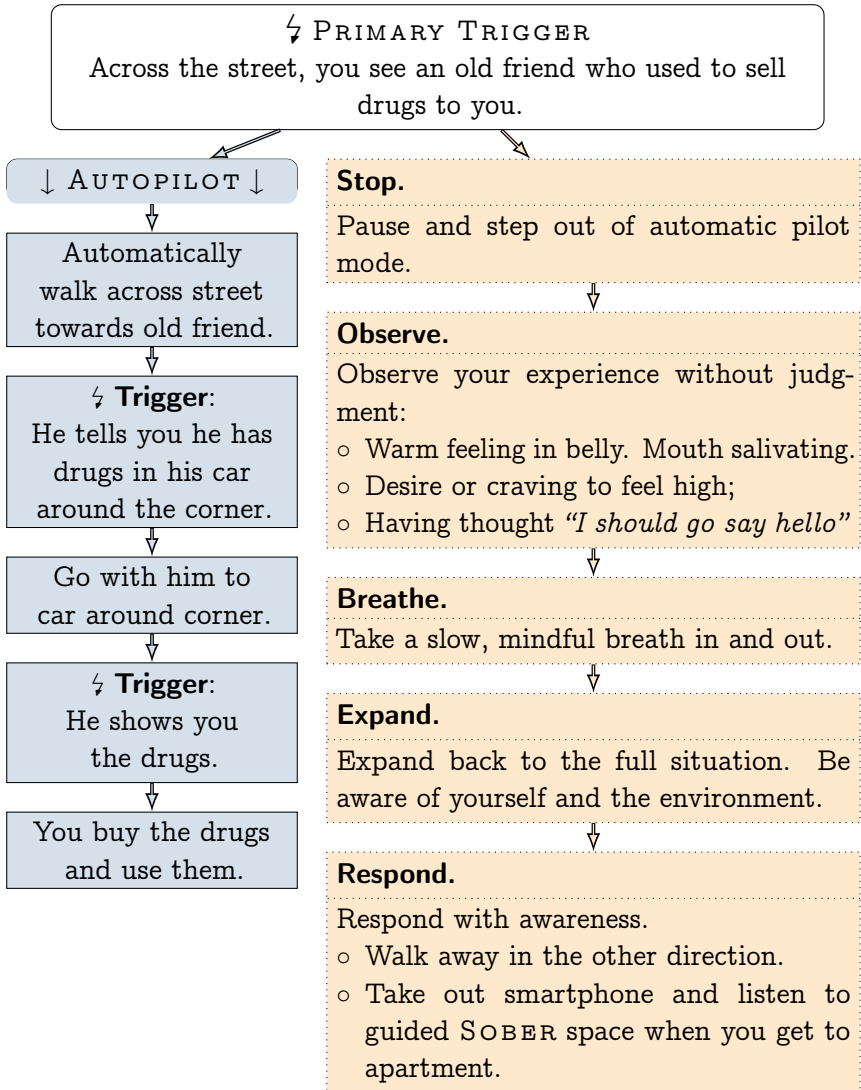 ↯ PRIMARY TRIGGER
Across the street, you see an old friend who used to sell
drugs to you.
↓ AUTOPILOT ↓
Automatically
walk across street
towards old friend.
↯ Trigger:
He tells you he has
drugs in his car
around the corner.
Go with him to
car around corner.
↯ Trigger:
He shows you
the drugs.
You buy the drugs
and use them.
Stop.
Pause and step out of automatic pilot
mode.
Observe.
Observe your experience without judg-
ment:
○ Warm feeling in belly. Mouth salivating.
○ Desire or craving to feel high;
○ Having thought “I should go say hello”
Breathe.
Take a slow, mindful breath in and out.
Expand.
Expand back to the full situation. Be
aware of yourself and the environment.
Respond.
Respond with awareness.
○ Walk away in the other direction.
○ Take out smartphone and listen to
guided SOBER space when you get to
apartment.